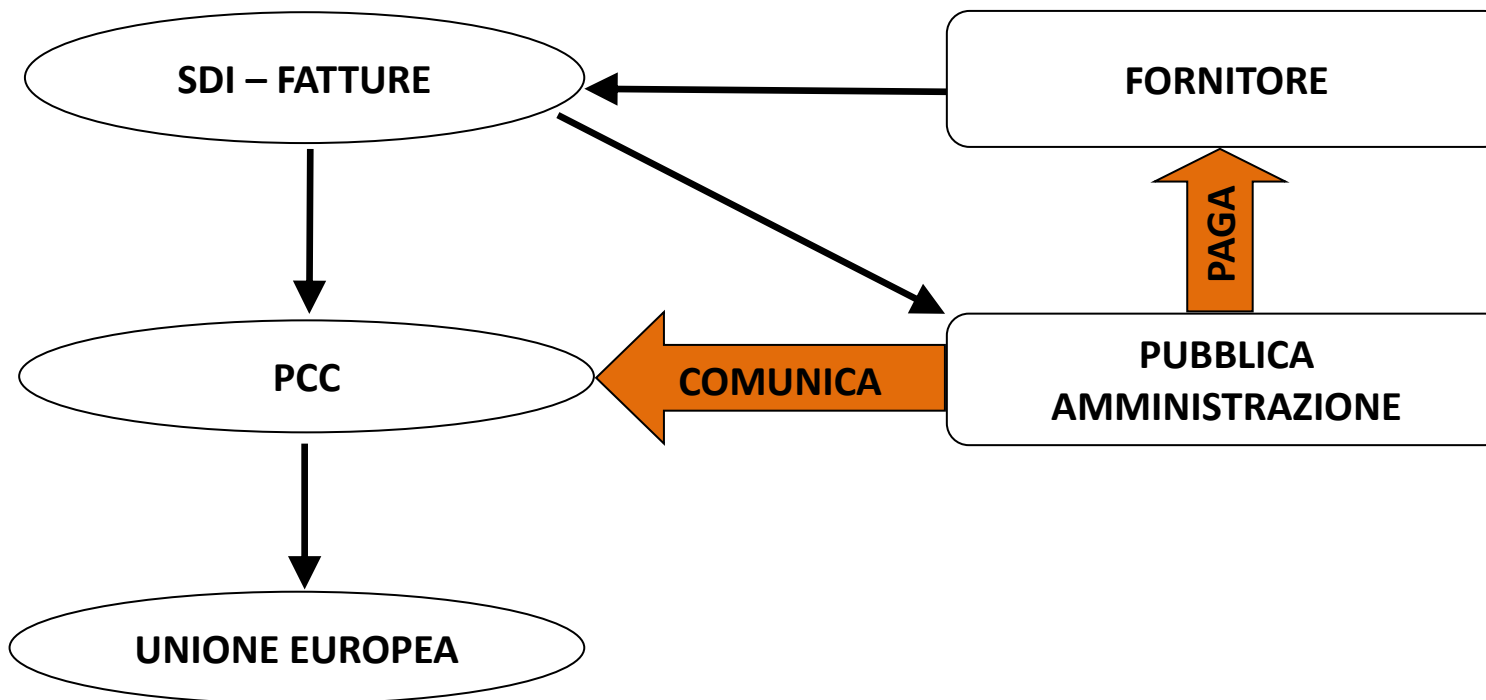 SDI – FATTURE
FORNITORE
PAGA
PCC
COMUNICA
PUBBLICA
AMMINISTRAZIONE
UNIONE EUROPEA